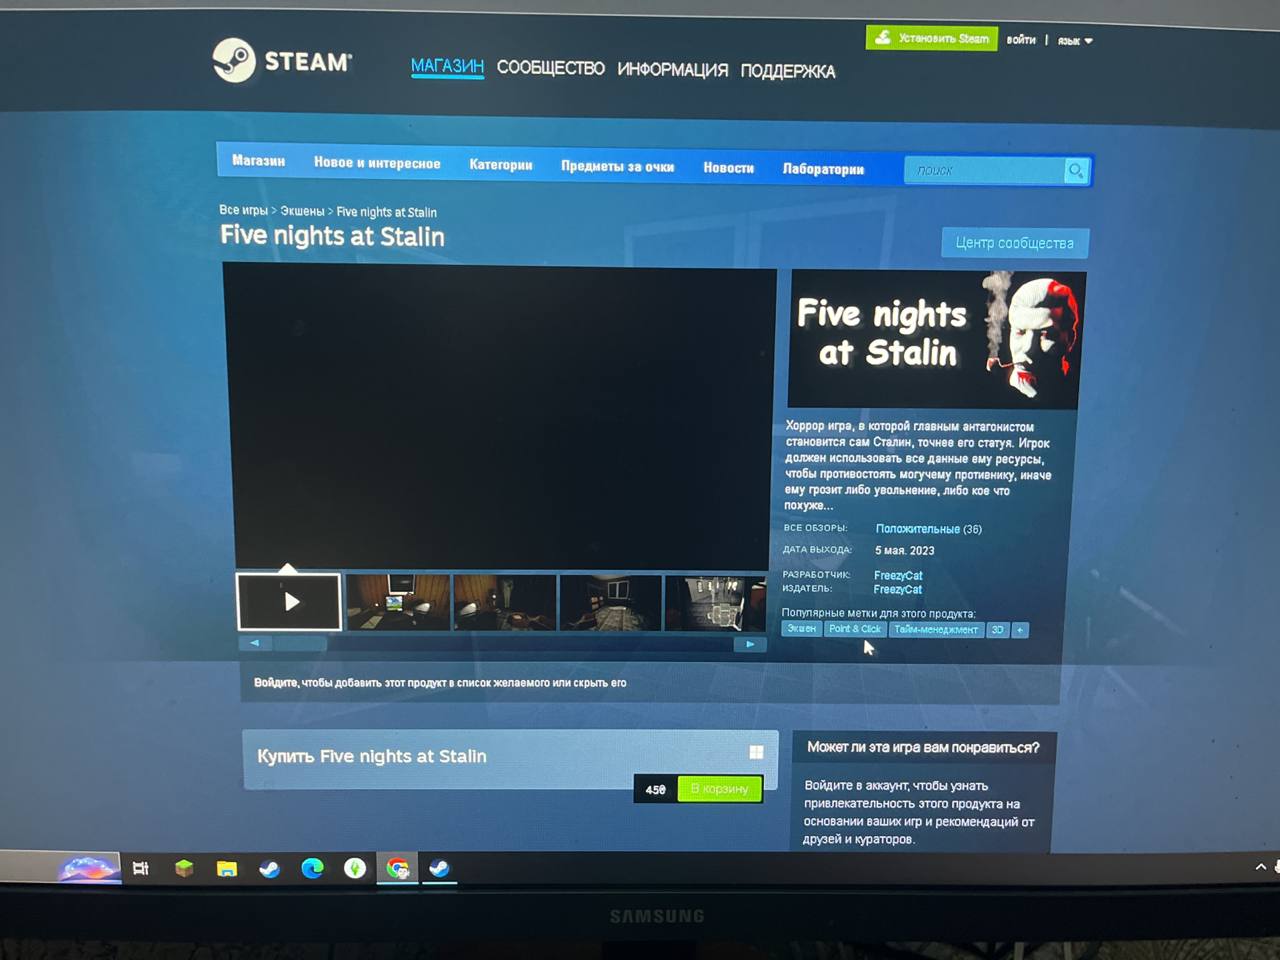 Установить Steam
войти | язык
STEAM®
МАГАЗИН СООБЩЕСТВО ИНФОРМАЦИЯ ПОДДЕРЖКА
Магазин Новое и интересное Категории Предметы за очки Новости Лаборатории поиск
Все игры > Экшены > Five nights at Stalin
Five nights at Stalin
Центр сообщества
Five nights
at Stalin
Хоррор игра, в которой главным антагонистом
становится сам Сталин, точнее его статуя. Игрок
должен использовать все данные ему ресурсы,
чтобы противостоять могучему противнику, иначе
ему грозит либо увольнение, либо кое что
похуже...
ВСЕ ОБЗОРЫ: Положительные (36)
ДАТА ВЫХОДА: 5 мая. 2023
РАЗРАБОТЧИК: FreezyCat
ИЗДАТЕЛЬ: FreezyCat
Популярные метки для этого продукта:
Экшен Point & Click Тайм-менеджмент 3D +
Войдите, чтобы добавить этот продукт в список желаемого или скрыть его
Купить Five nights at Stalin
45₴ В корзину
Может ли эта игра вам понравиться?
Войдите в аккаунт, чтобы узнать
привлекательность этого продукта на
основании ваших игр и рекомендаций от
друзей и кураторов.
SAMSUNG